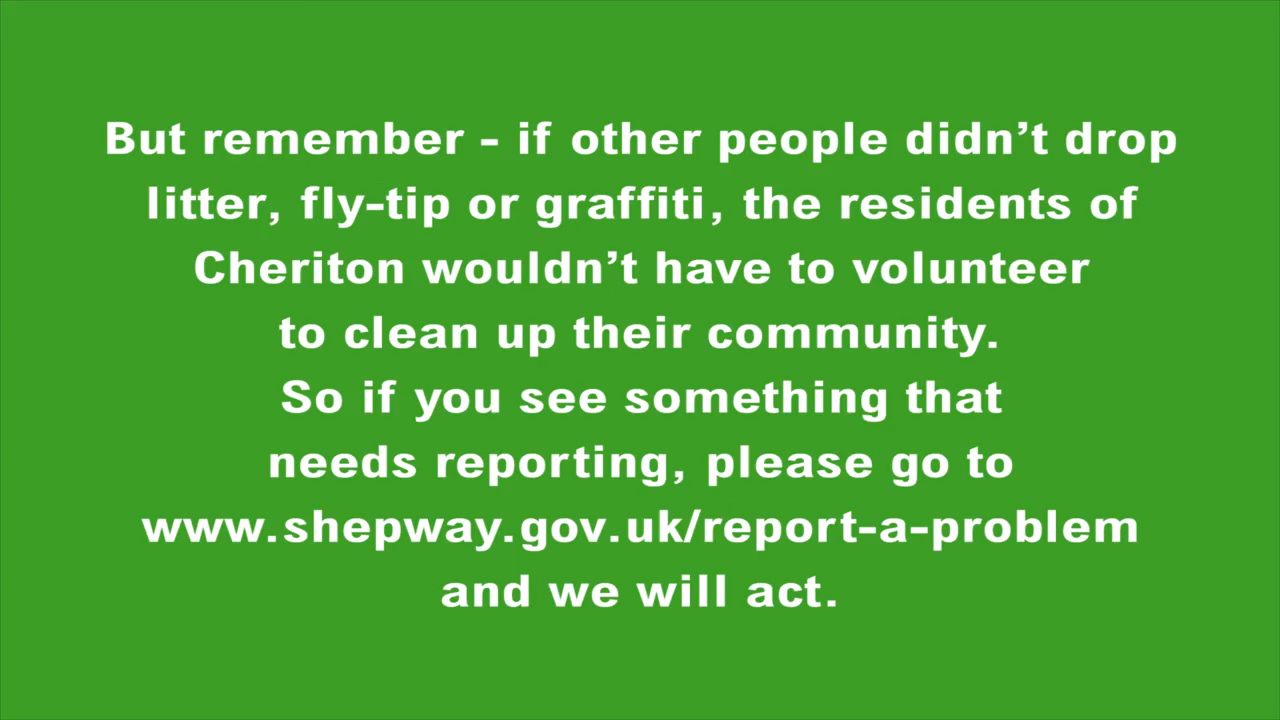 But remember - if other people didn’t drop
litter, fly-tip or graffiti, the residents of
Cheriton wouldn’t have to volunteer
to clean up their community.
So if you see something that
needs reporting, please go to
www.shepway.gov.uk/report-a-problem
and we will act.